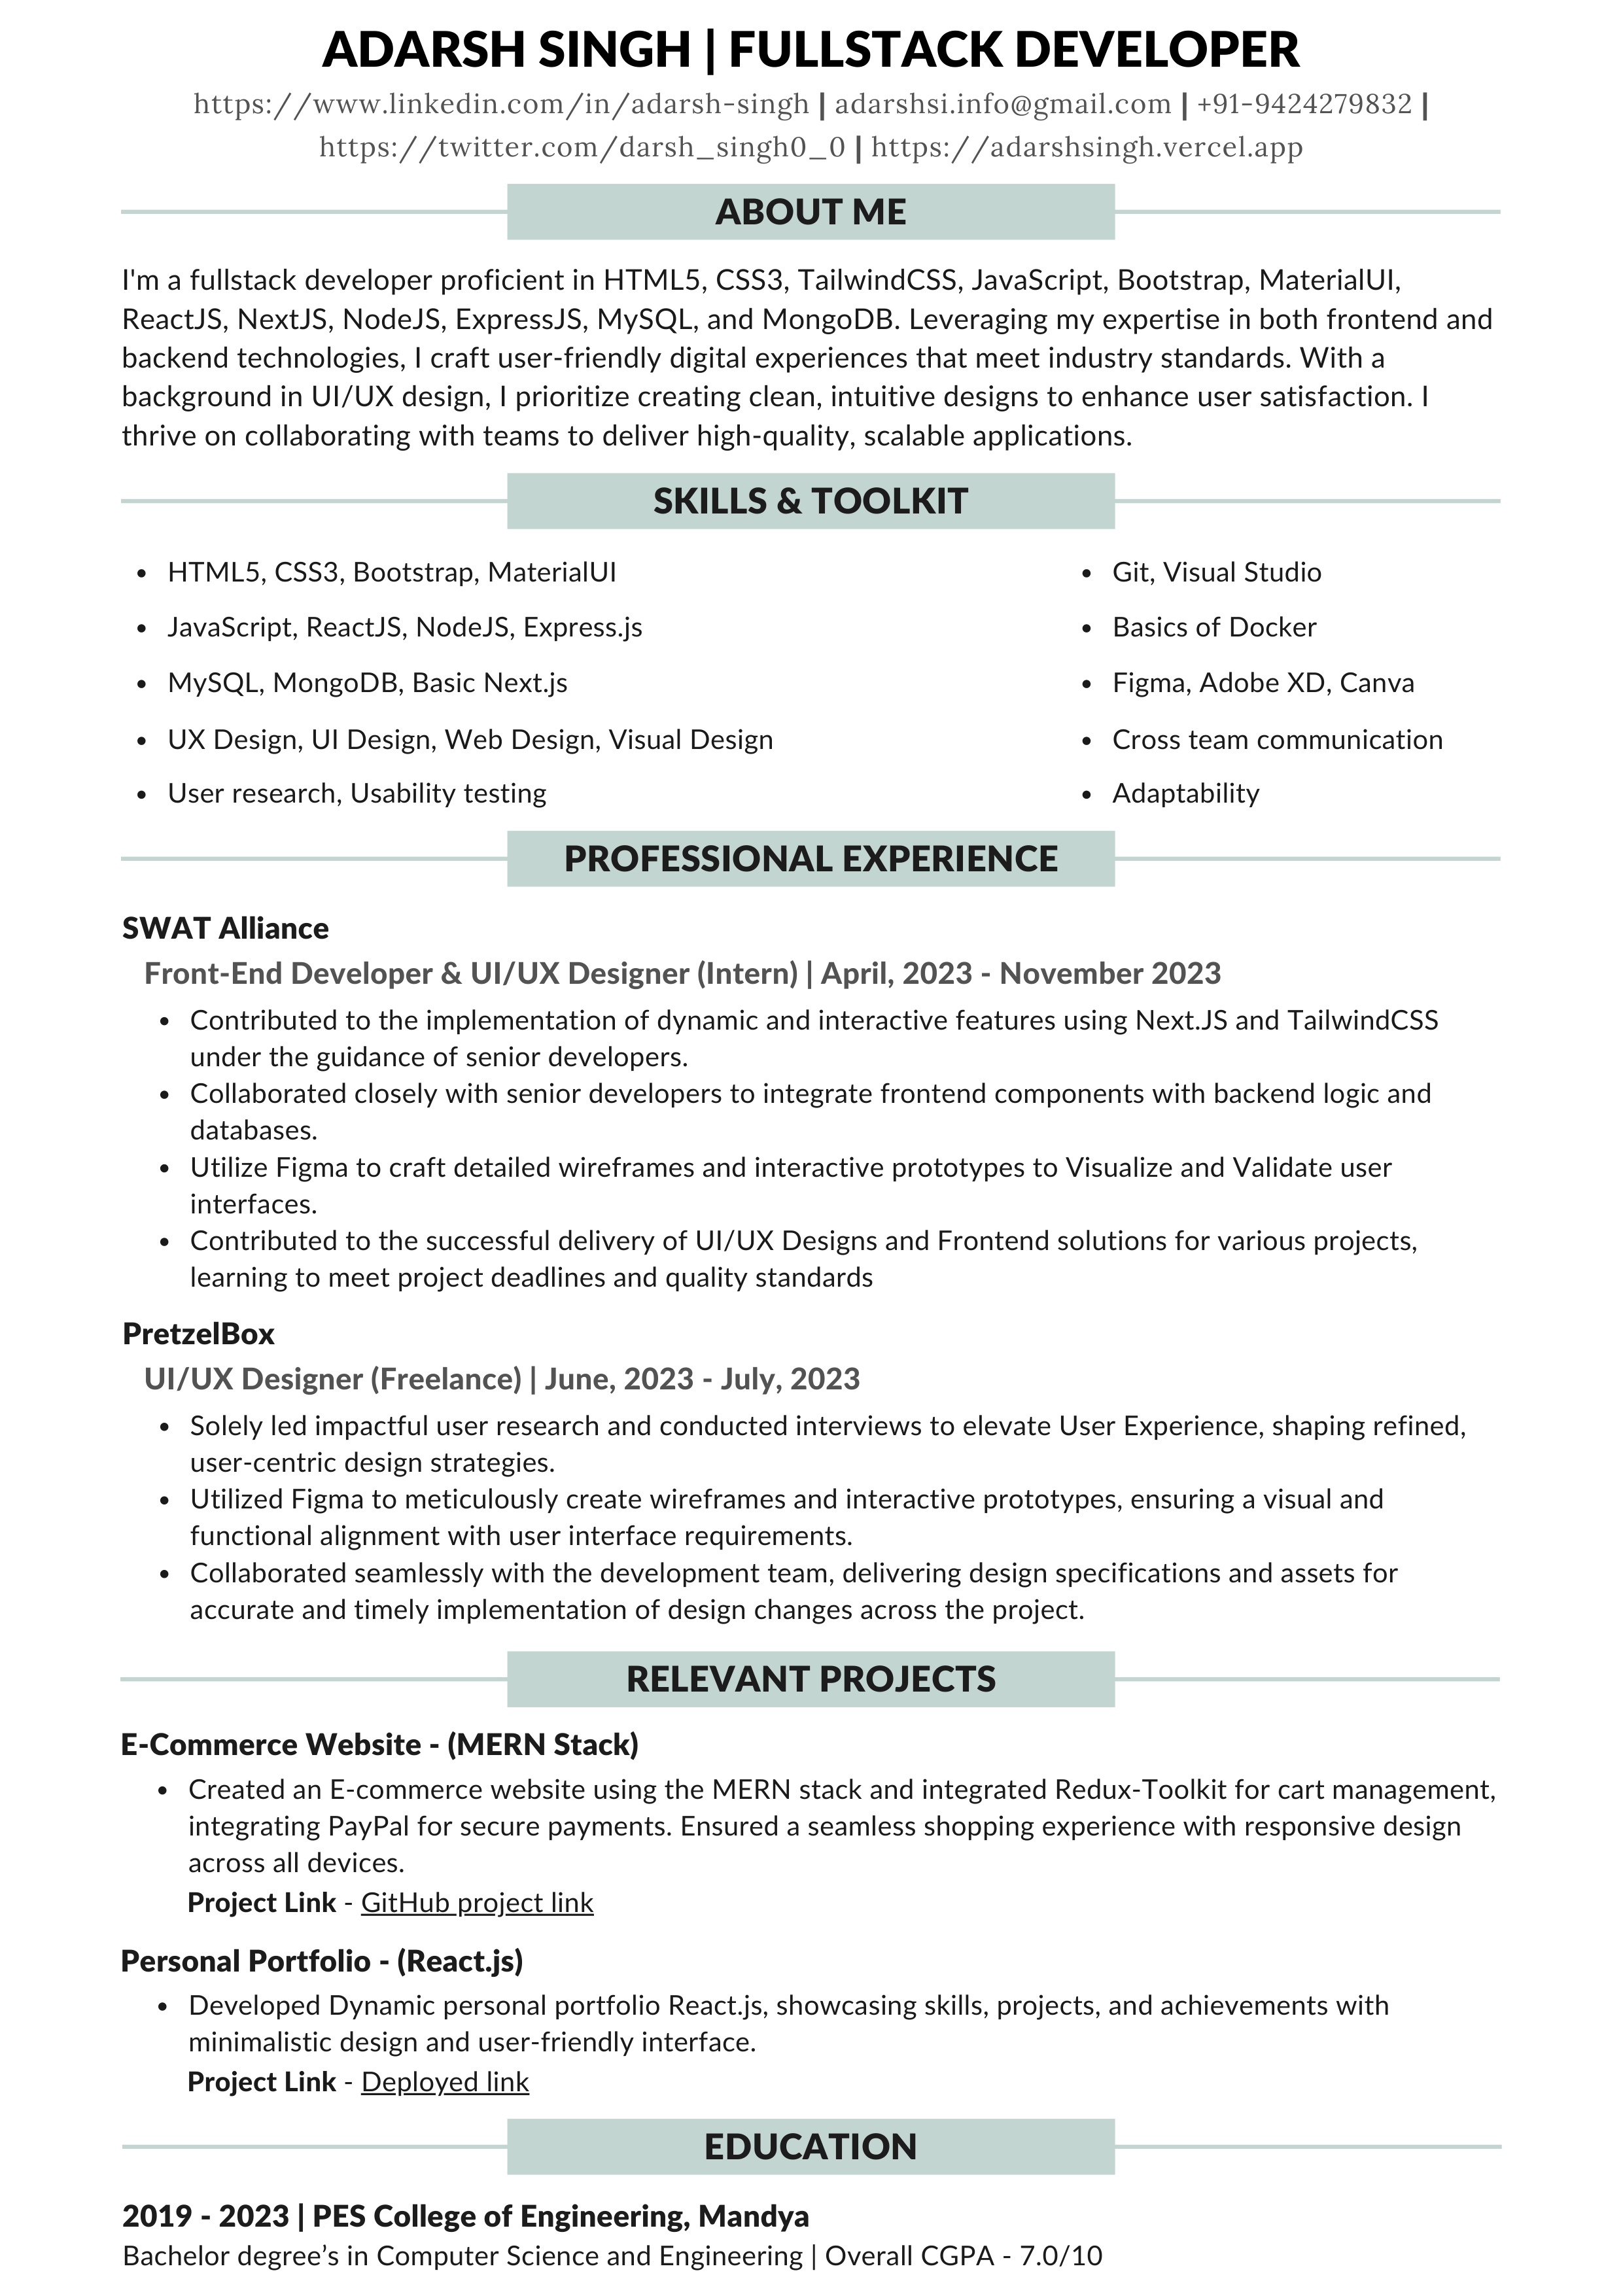 ADARSH SINGH | FULLSTACK DEVELOPER
https://www.linkedin.com/in/adarsh-singh | adarshsi.info@gmail.com | +91-9424279832 |
https://twitter.com/darsh_singh0_0 | https://adarshsingh.vercel.app
ABOUT ME
I'm a fullstack developer proficient in HTML5, CSS3, TailwindCSS, JavaScript, Bootstrap, MaterialUI,
ReactJS, NextJS, NodeJS, ExpressJS, MySQL, and MongoDB. Leveraging my expertise in both frontend and
backend technologies, I craft user-friendly digital experiences that meet industry standards. With a
background in UI/UX design, I prioritize creating clean, intuitive designs to enhance user satisfaction. I
thrive on collaborating with teams to deliver high-quality, scalable applications.
SKILLS & TOOLKIT
• HTML5, CSS3, Bootstrap, MaterialUI
• JavaScript, ReactJS, NodeJS, Express.js
• MySQL, MongoDB, Basic Next.js
• UX Design, UI Design, Web Design, Visual Design
• User research, Usability testing
• Git, Visual Studio
• Basics of Docker
• Figma, Adobe XD, Canva
• Cross team communication
• Adaptability
PROFESSIONAL EXPERIENCE
SWAT Alliance
Front-End Developer & UI/UX Designer (Intern) | April, 2023 - November 2023
• Contributed to the implementation of dynamic and interactive features using Next.JS and TailwindCSS
under the guidance of senior developers.
• Collaborated closely with senior developers to integrate frontend components with backend logic and
databases.
• Utilize Figma to craft detailed wireframes and interactive prototypes to Visualize and Validate user
interfaces.
• Contributed to the successful delivery of UI/UX Designs and Frontend solutions for various projects,
learning to meet project deadlines and quality standards
PretzelBox
UI/UX Designer (Freelance) | June, 2023 - July, 2023
• Solely led impactful user research and conducted interviews to elevate User Experience, shaping refined,
user-centric design strategies.
• Utilized Figma to meticulously create wireframes and interactive prototypes, ensuring a visual and
functional alignment with user interface requirements.
• Collaborated seamlessly with the development team, delivering design specifications and assets for
accurate and timely implementation of design changes across the project.
RELEVANT PROJECTS
E-Commerce Website - (MERN Stack)
• Created an E-commerce website using the MERN stack and integrated Redux-Toolkit for cart management,
integrating PayPal for secure payments. Ensured a seamless shopping experience with responsive design
across all devices.
Project Link - GitHub project link
Personal Portfolio - (React.js)
• Developed Dynamic personal portfolio React.js, showcasing skills, projects, and achievements with
minimalistic design and user-friendly interface.
Project Link - Deployed link
EDUCATION
2019 - 2023 | PES College of Engineering, Mandya
Bachelor degree’s in Computer Science and Engineering | Overall CGPA - 7.0/10